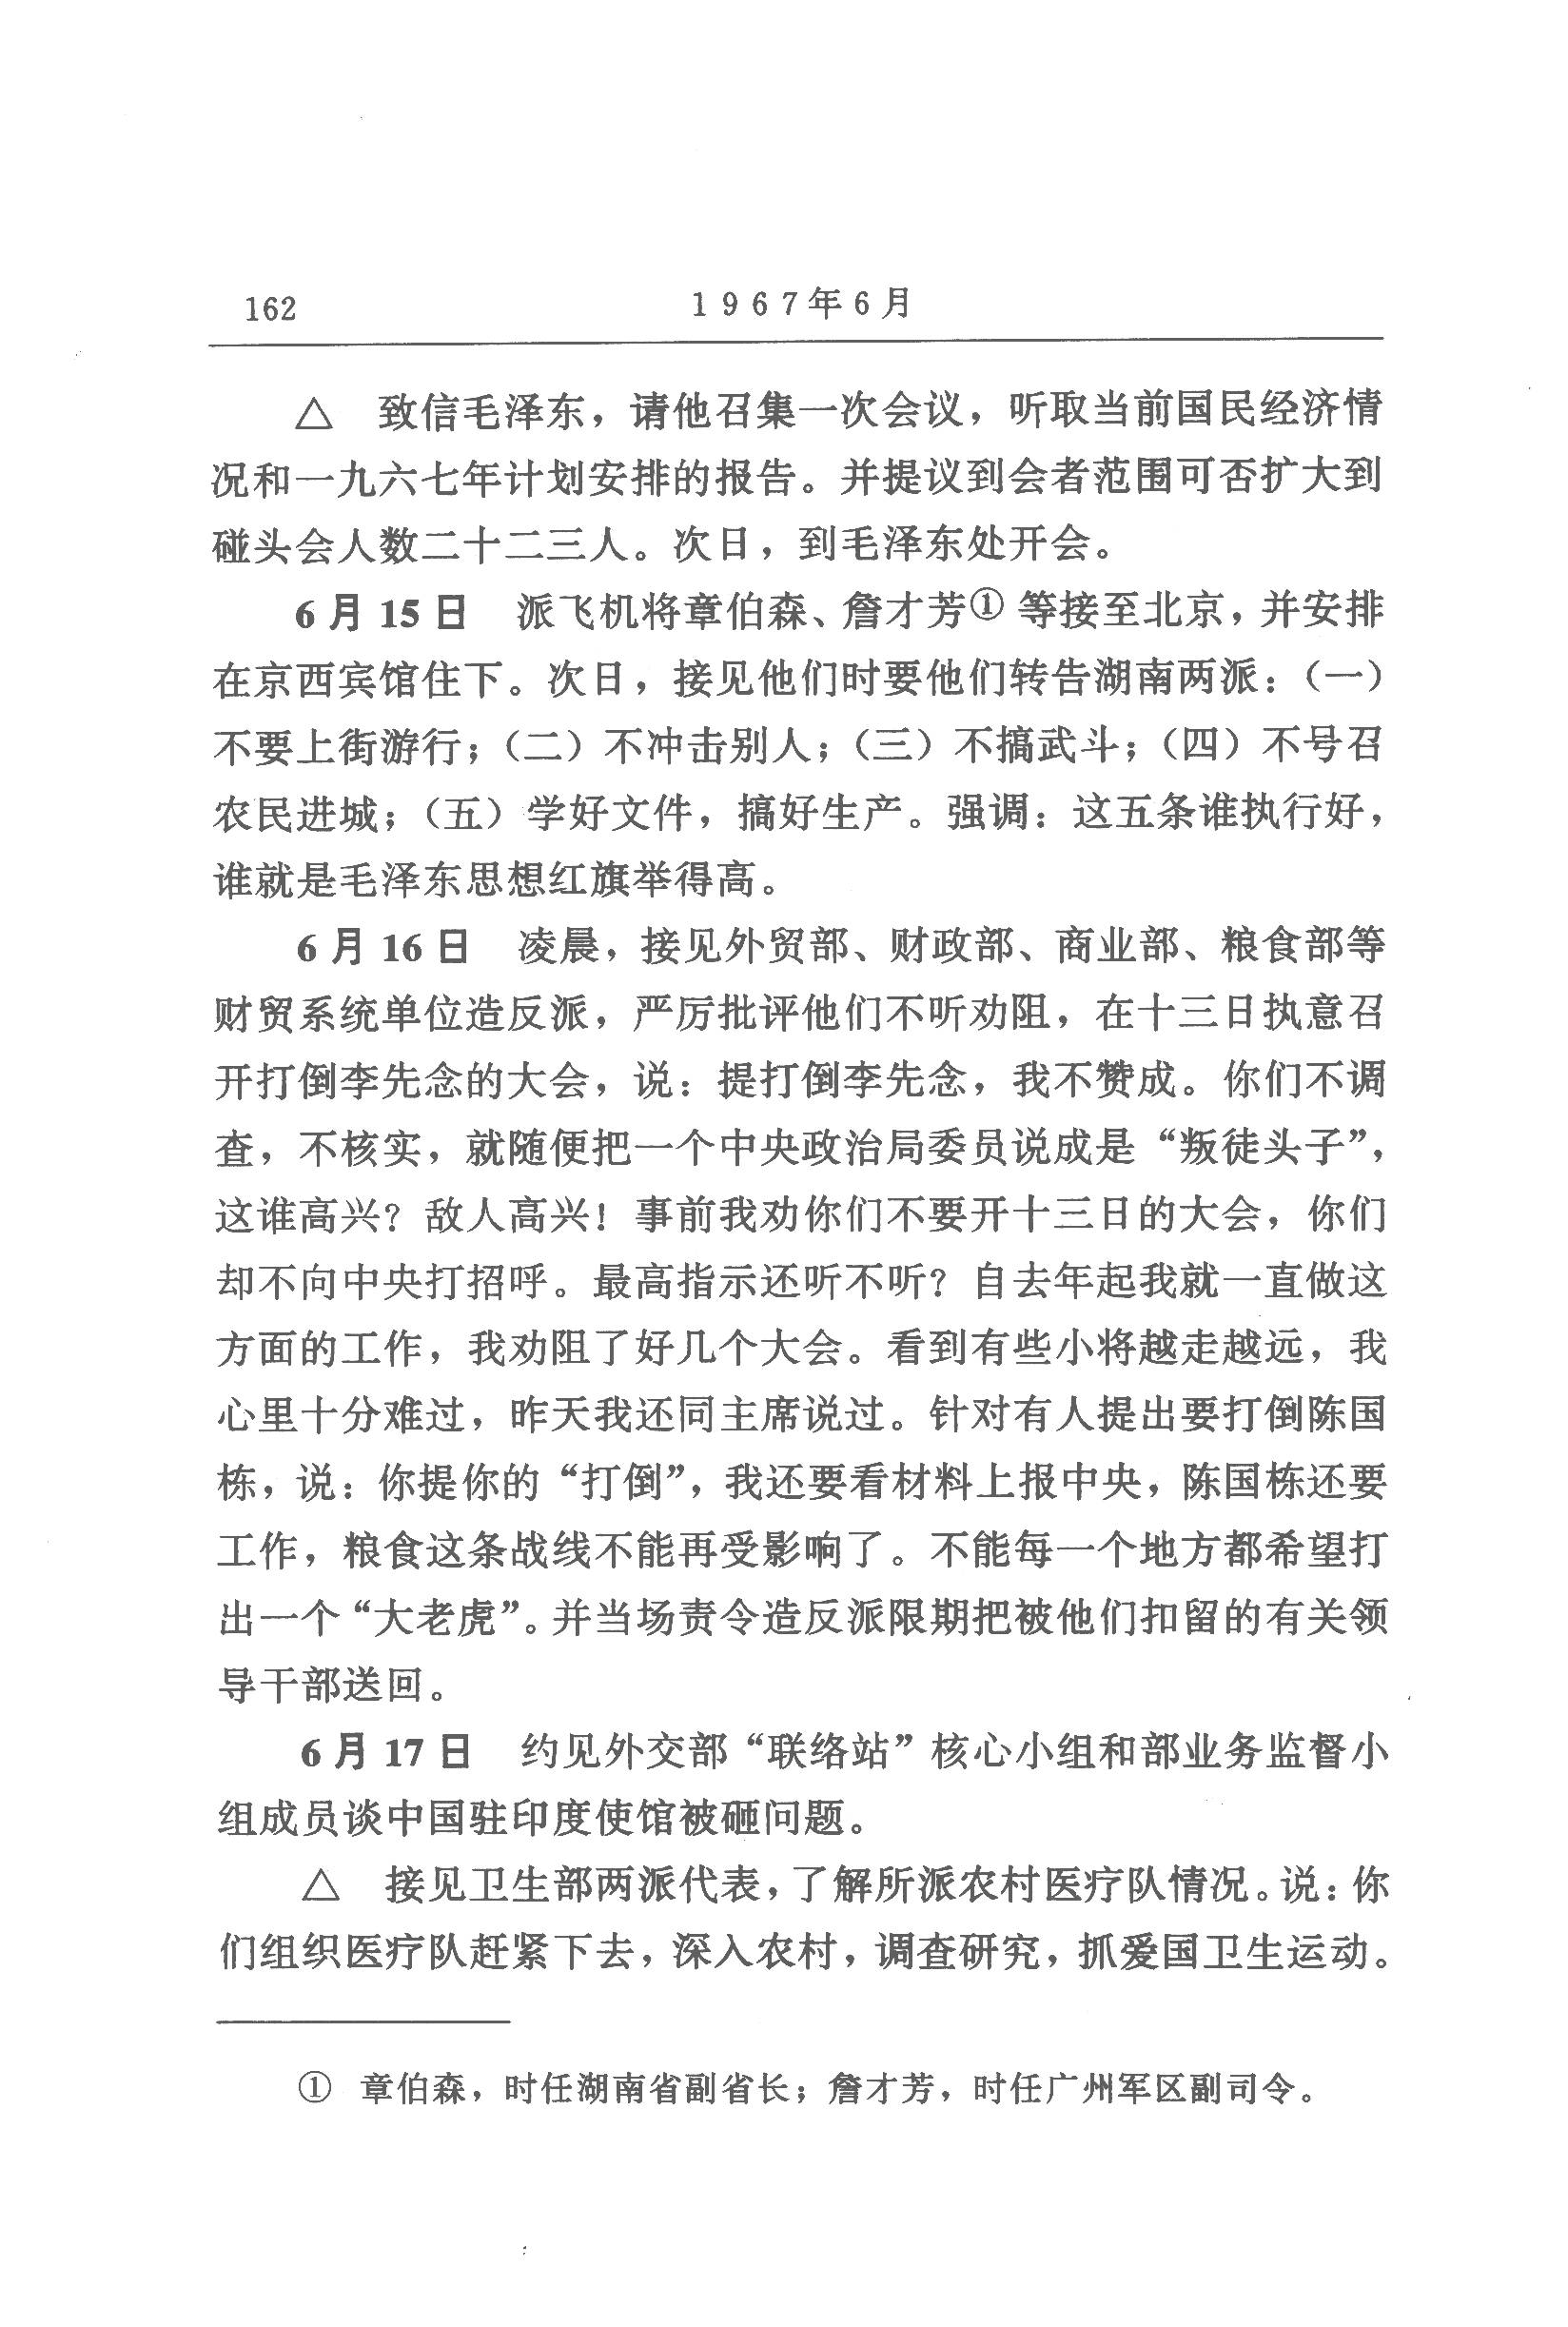 162
1967年6月
△ 致信毛泽东，请他召集一次会议，听取当前国民经济情
况和一九六七年计划安排的报告。并提议到会者范围可否扩大到
碰头会人数二十二三人。次日，到毛泽东处开会。
6月15日 派飞机将章伯森、詹才芳①等接至北京，并安排
在京西宾馆住下。次日，接见他们时要他们转告湖南两派：（一）
不要上街游行；（二）不冲击别人；（三）不搞武斗；（四）不号召
农民进城；（五）学好文件，搞好生产。强调：这五条谁执行好，
谁就是毛泽东思想红旗举得高。
6月16日 凌晨，接见外贸部、财政部、商业部、粮食部等
财贸系统单位造反派，严厉批评他们不听劝阻，在十三日执意召
开打倒李先念的大会，说：提打倒李先念，我不赞成。你们不调
查，不核实，就随便把一个中央政治局委员说成是“叛徒头子”，
这谁高兴？敌人高兴！事前我劝你们不要开十三日的大会，你们
却不向中央打招呼。最高指示还听不听？自去年起我就一直做这
方面的工作，我劝阻了好几个大会。看到有些小将越走越远，我
心里十分难过，昨天我还同主席说过。针对有人提出要打倒陈国
栋，说：你提你的“打倒”，我还要看材料上报中央，陈国栋还要
工作，粮食这条战线不能再受影响了。不能每一个地方都希望打
出一个“大老虎”。并当场责令造反派限期把被他们扣留的有关领
导干部送回。
6月17日 约见外交部“联络站”核心小组和部业务监督小
组成员谈中国驻印度使馆被砸问题。
△ 接见卫生部两派代表，了解所派农村医疗队情况。说：你
们组织医疗队赶紧下去，深入农村，调查研究，抓爱国卫生运动。
① 章伯森，时任湖南省副省长；詹才芳，时任广州军区副司令。